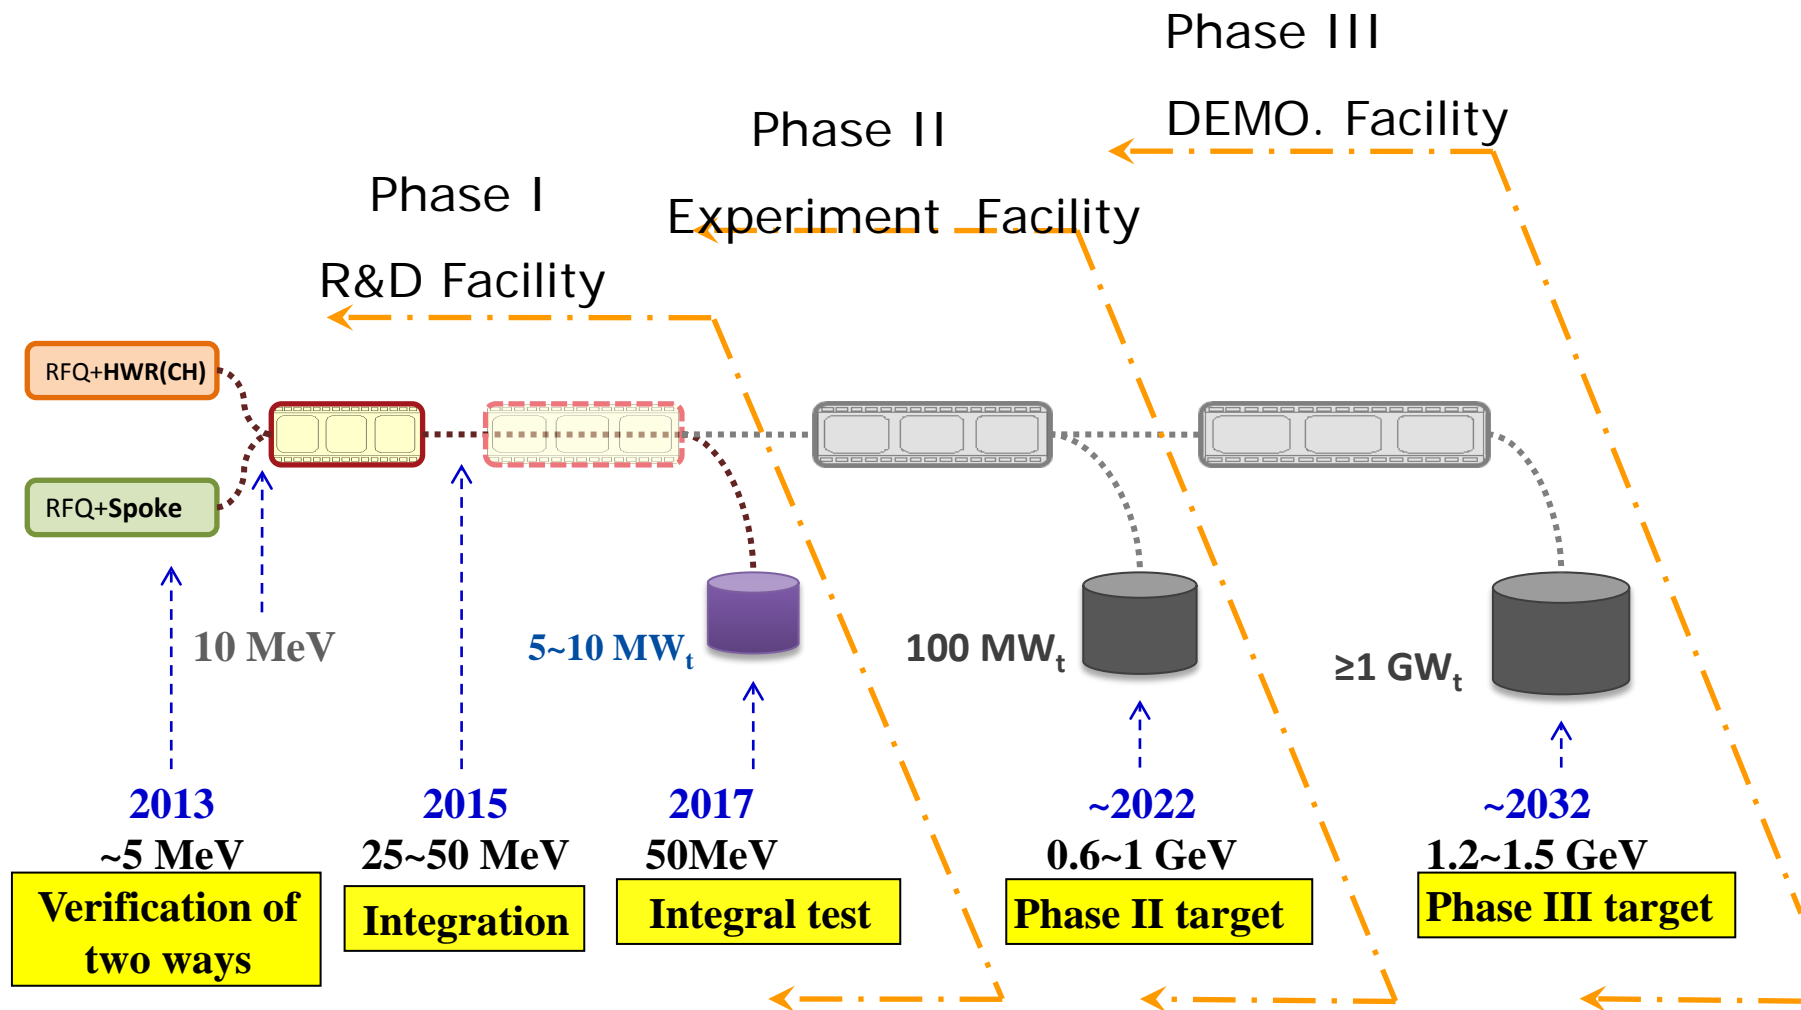 Phase III
DEMO. Facility
Phase II
Experiment Facility
Phase I
R&D Facility
RFQ+HWR(CH)
RFQ+Spoke
10 MeV
5~10 MWt
100 MWt
≥1 GWt
2013
~5 MeV
Verification of
two ways
2015
25~50 MeV
Integration
2017
50MeV
Integral test
~2022
0.6~1 GeV
Phase II target
~2032
1.2~1.5 GeV
Phase III target